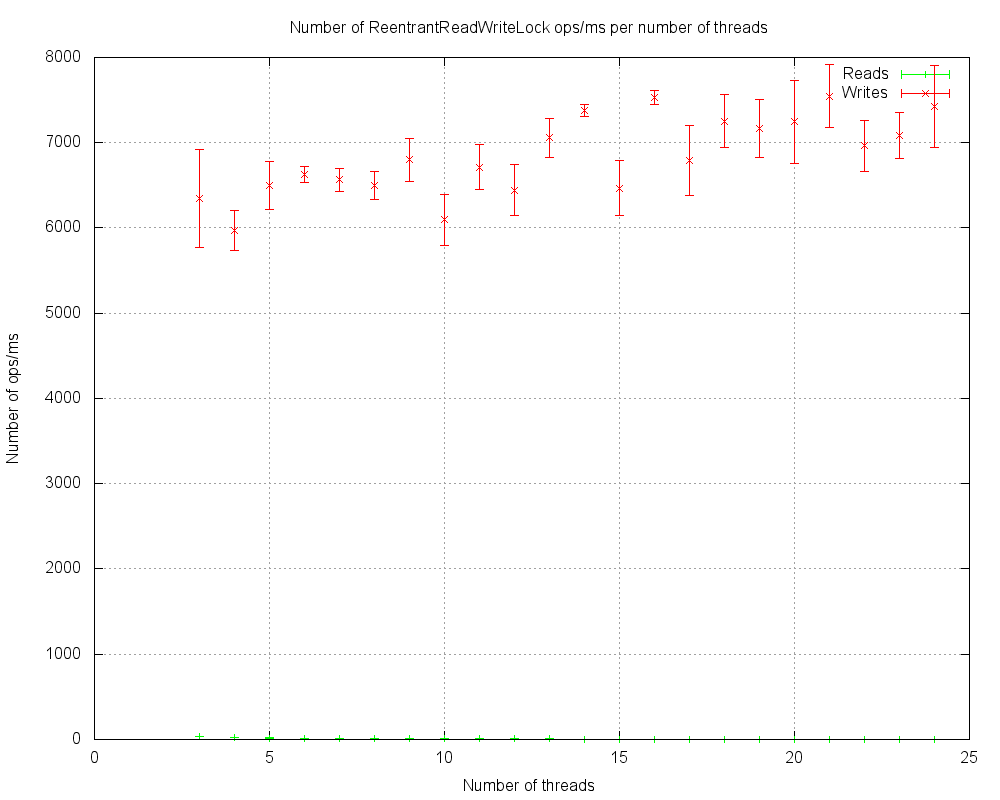 Number of ReentrantReadWriteLock ops/ms per number of threads
8000
7000
6000
5000
4000
3000
2000
1000
0
Number of ops/ms
Reads
Writes
0 5 10 15 20 25
Number of threads